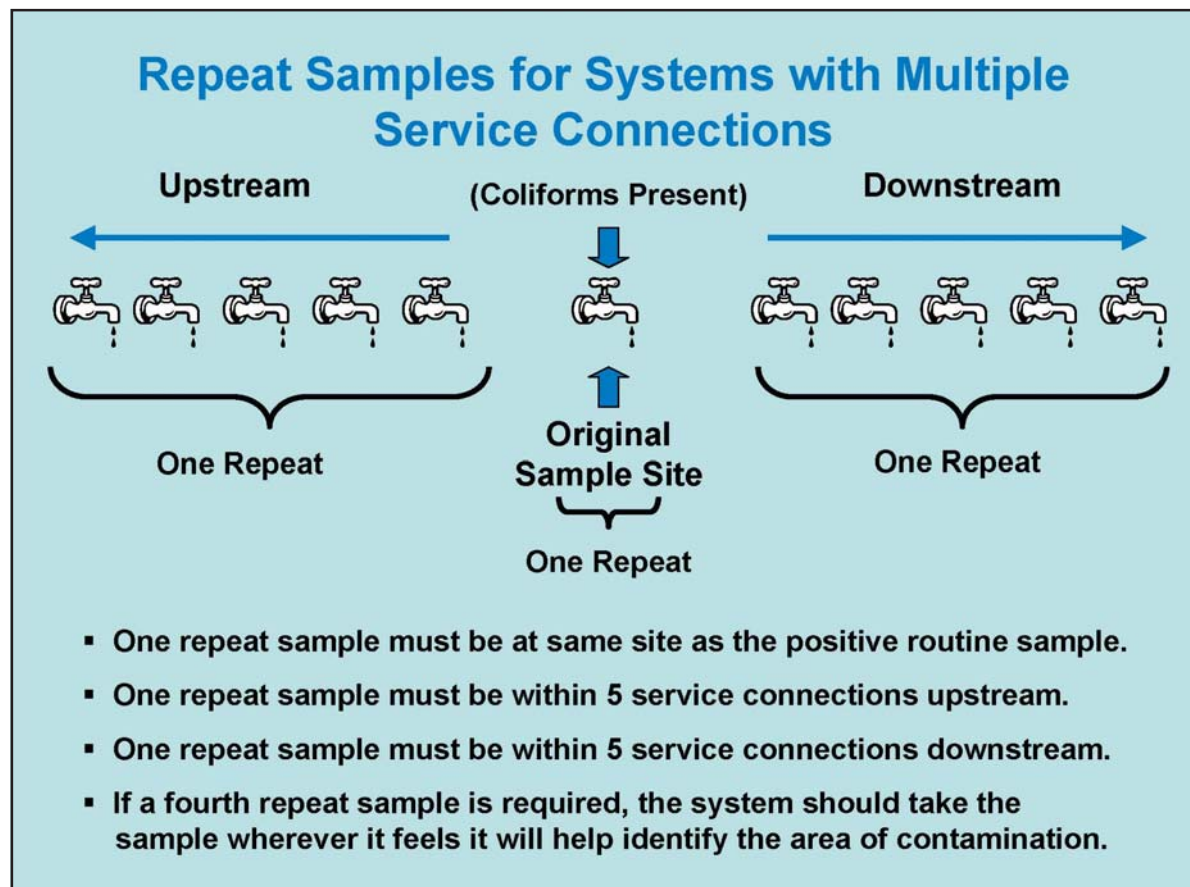 Repeat Samples for Systems with Multiple
Service Connections
Upstream
(Coliforms Present)
Downstream
One Repeat
Original
Sample Site
One Repeat
One Repeat
▪ One repeat sample must be at same site as the positive routine sample.
▪ One repeat sample must be within 5 service connections upstream.
▪ One repeat sample must be within 5 service connections downstream.
▪ If a fourth repeat sample is required, the system should take the
sample wherever it feels it will help identify the area of contamination.